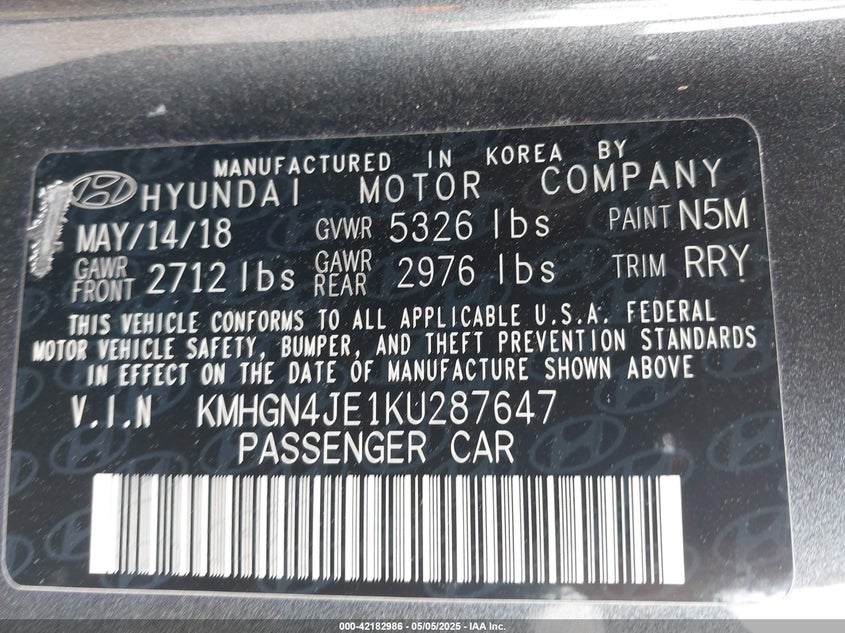 MANUFACTURED IN KOREA BY
HYUNDAI MOTOR COMPANY
MAY/14/18 GVWR 5326 lbs PAINT N5M
GAWR FRONT 2712 lbs GAWR REAR 2976 lbs TRIM RRY
THIS VEHICLE CONFORMS TO ALL APPLICABLE U.S.A. FEDERAL
MOTOR VEHICLE SAFETY, BUMPER, AND THEFT PREVENTION STANDARDS
IN EFFECT ON THE DATE OF MANUFACTURE SHOWN ABOVE
V.I.N KMHGN4JE1KU287647
PASSENGER CAR
000-42182986 - 05/05/2025 - IAA Inc.